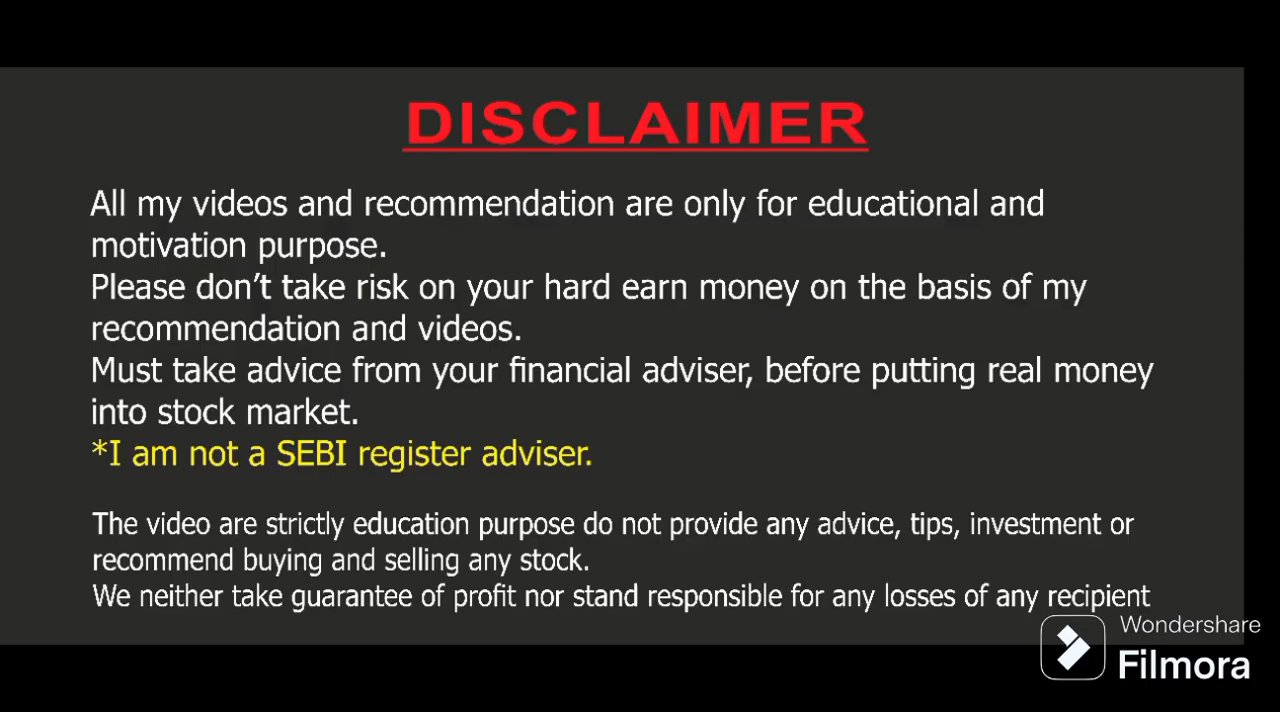 DISCLAIMER
All my videos and recommendation are only for educational and
motivation purpose.
Please don’t take risk on your hard earn money on the basis of my
recommendation and videos.
Must take advice from your financial adviser, before putting real money
into stock market.
*I am not a SEBI register adviser.
The video are strictly education purpose do not provide any advice, tips, investment or
recommend buying and selling any stock.
We neither take guarantee of profit nor stand responsible for any losses of any recipient
Wondershare
Filmora